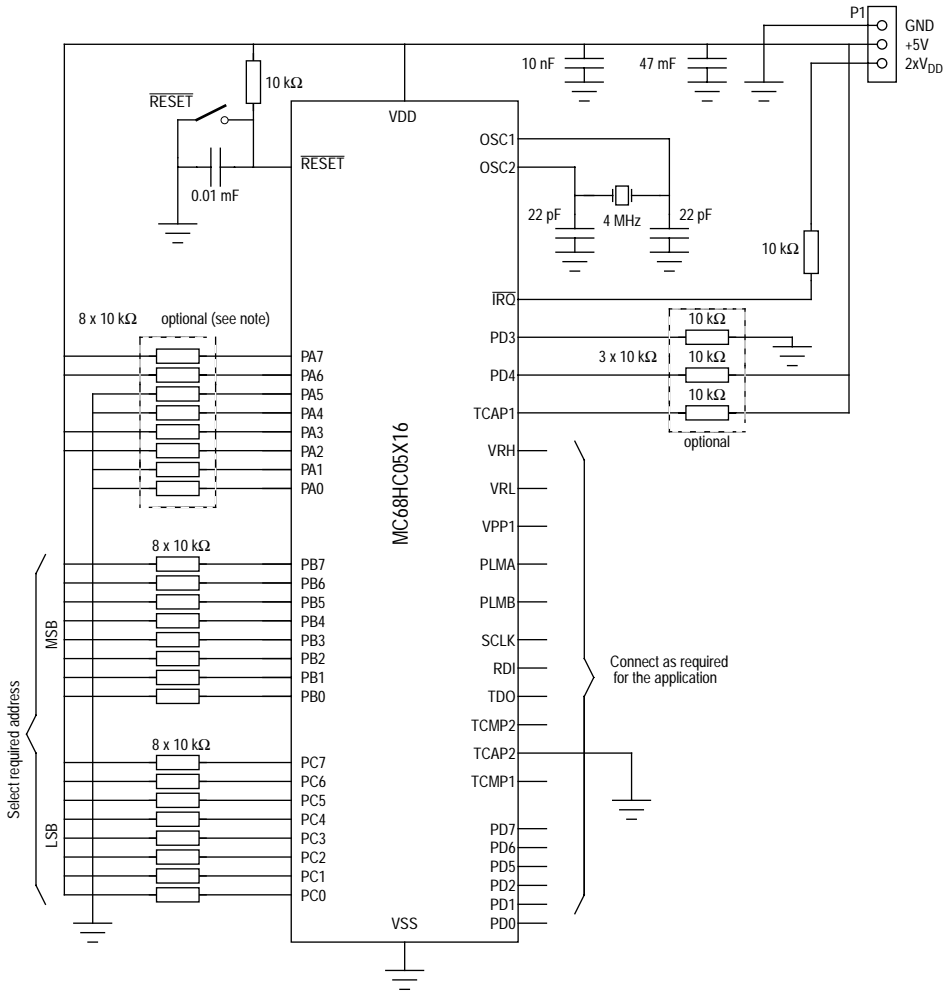 P1
GND
+5V
2xVDD
10 nF
47 mF
10 kΩ
RESET
0.01 mF
VDD
RESET
OSC1
OSC2
22 pF
4 MHz
22 pF
10 kΩ
IRQ
8 x 10 kΩ
optional (see note)
PA7
PA6
PA5
PA4
PA3
PA2
PA1
PA0
PD3
PD4
TCAP1
3 x 10 kΩ
10 kΩ
10 kΩ
10 kΩ
optional
MC68HC05X16
VRH
VRL
VPP1
PLMA
PLMB
SCLK
RDI
TDO
TCMP2
TCAP2
TCMP1
PD7
PD6
PD5
PD2
PD1
PD0
Connect as required
for the application
8 x 10 kΩ
PB7
PB6
PB5
PB4
PB3
PB2
PB1
PB0
MSB
Select required address
LSB
8 x 10 kΩ
PC7
PC6
PC5
PC4
PC3
PC2
PC1
PC0
VSS